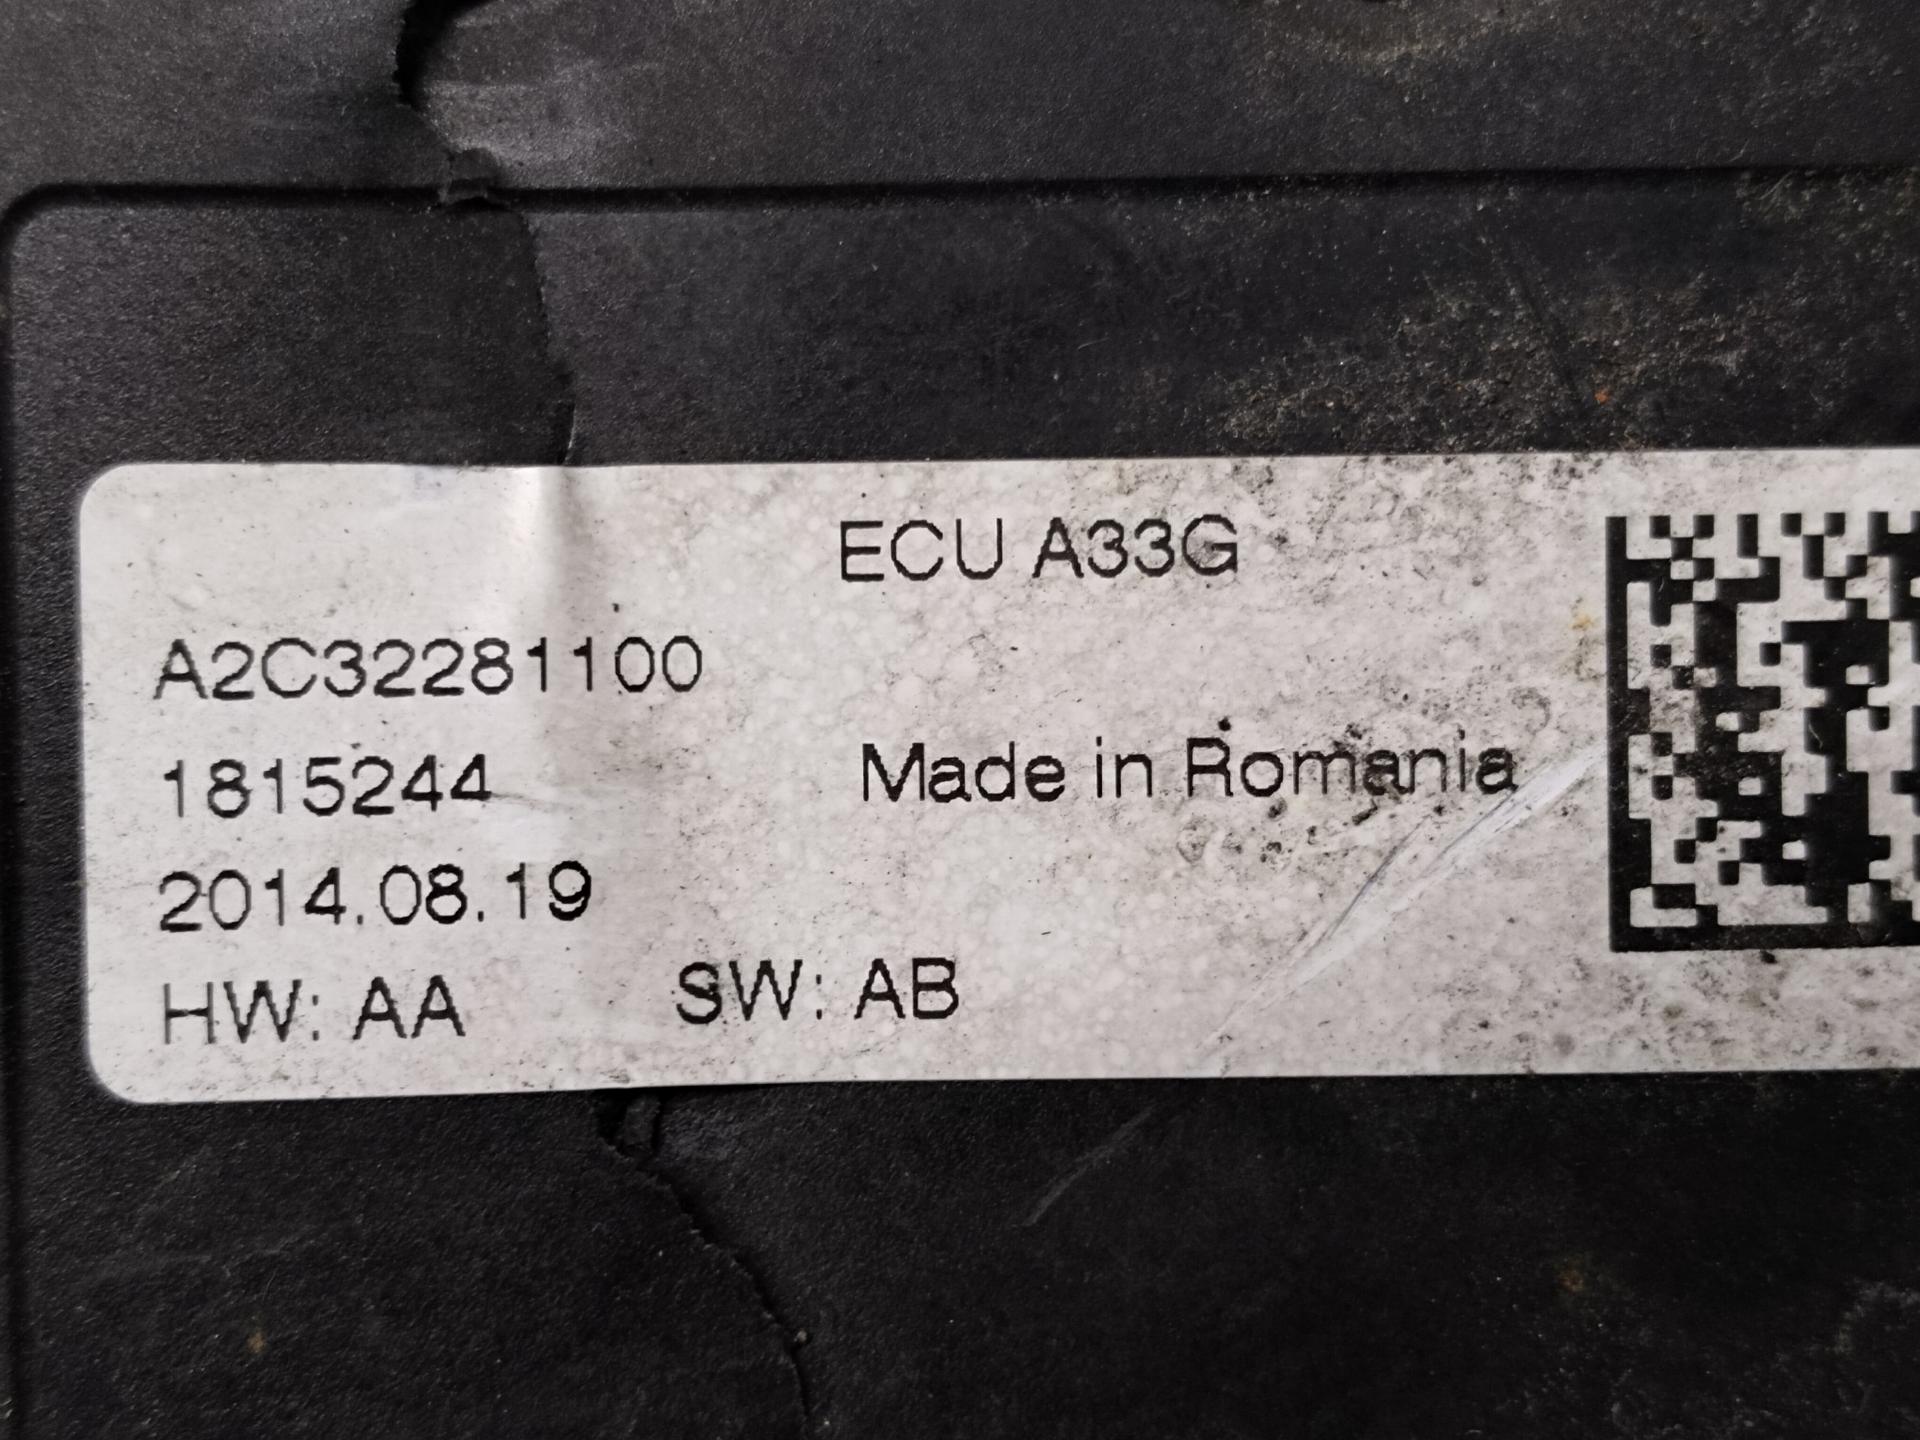 ECU A33G
A2C32281100
1815244
Made in Romania
2014.08.19
HW: AA SW: AB